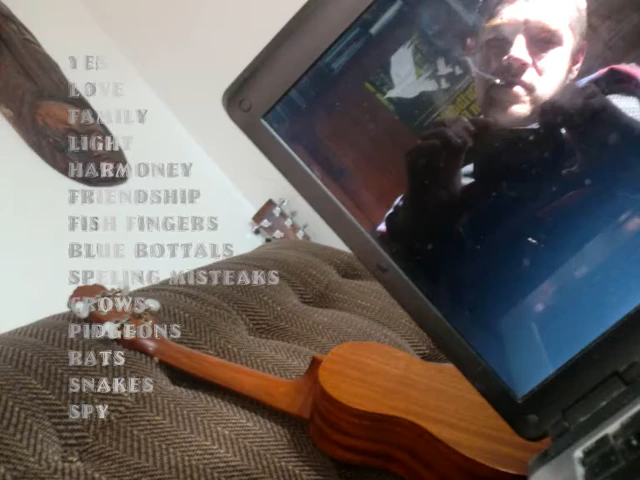 YES
LOVE
FAMILY
LIGHT
HARMONEY
FRIENDSHIP
FISH FINGERS
BLUE BOTTALS
SPELING MISTEAKS
CROWS
PIDGEONS
RATS
SNAKES
SPY